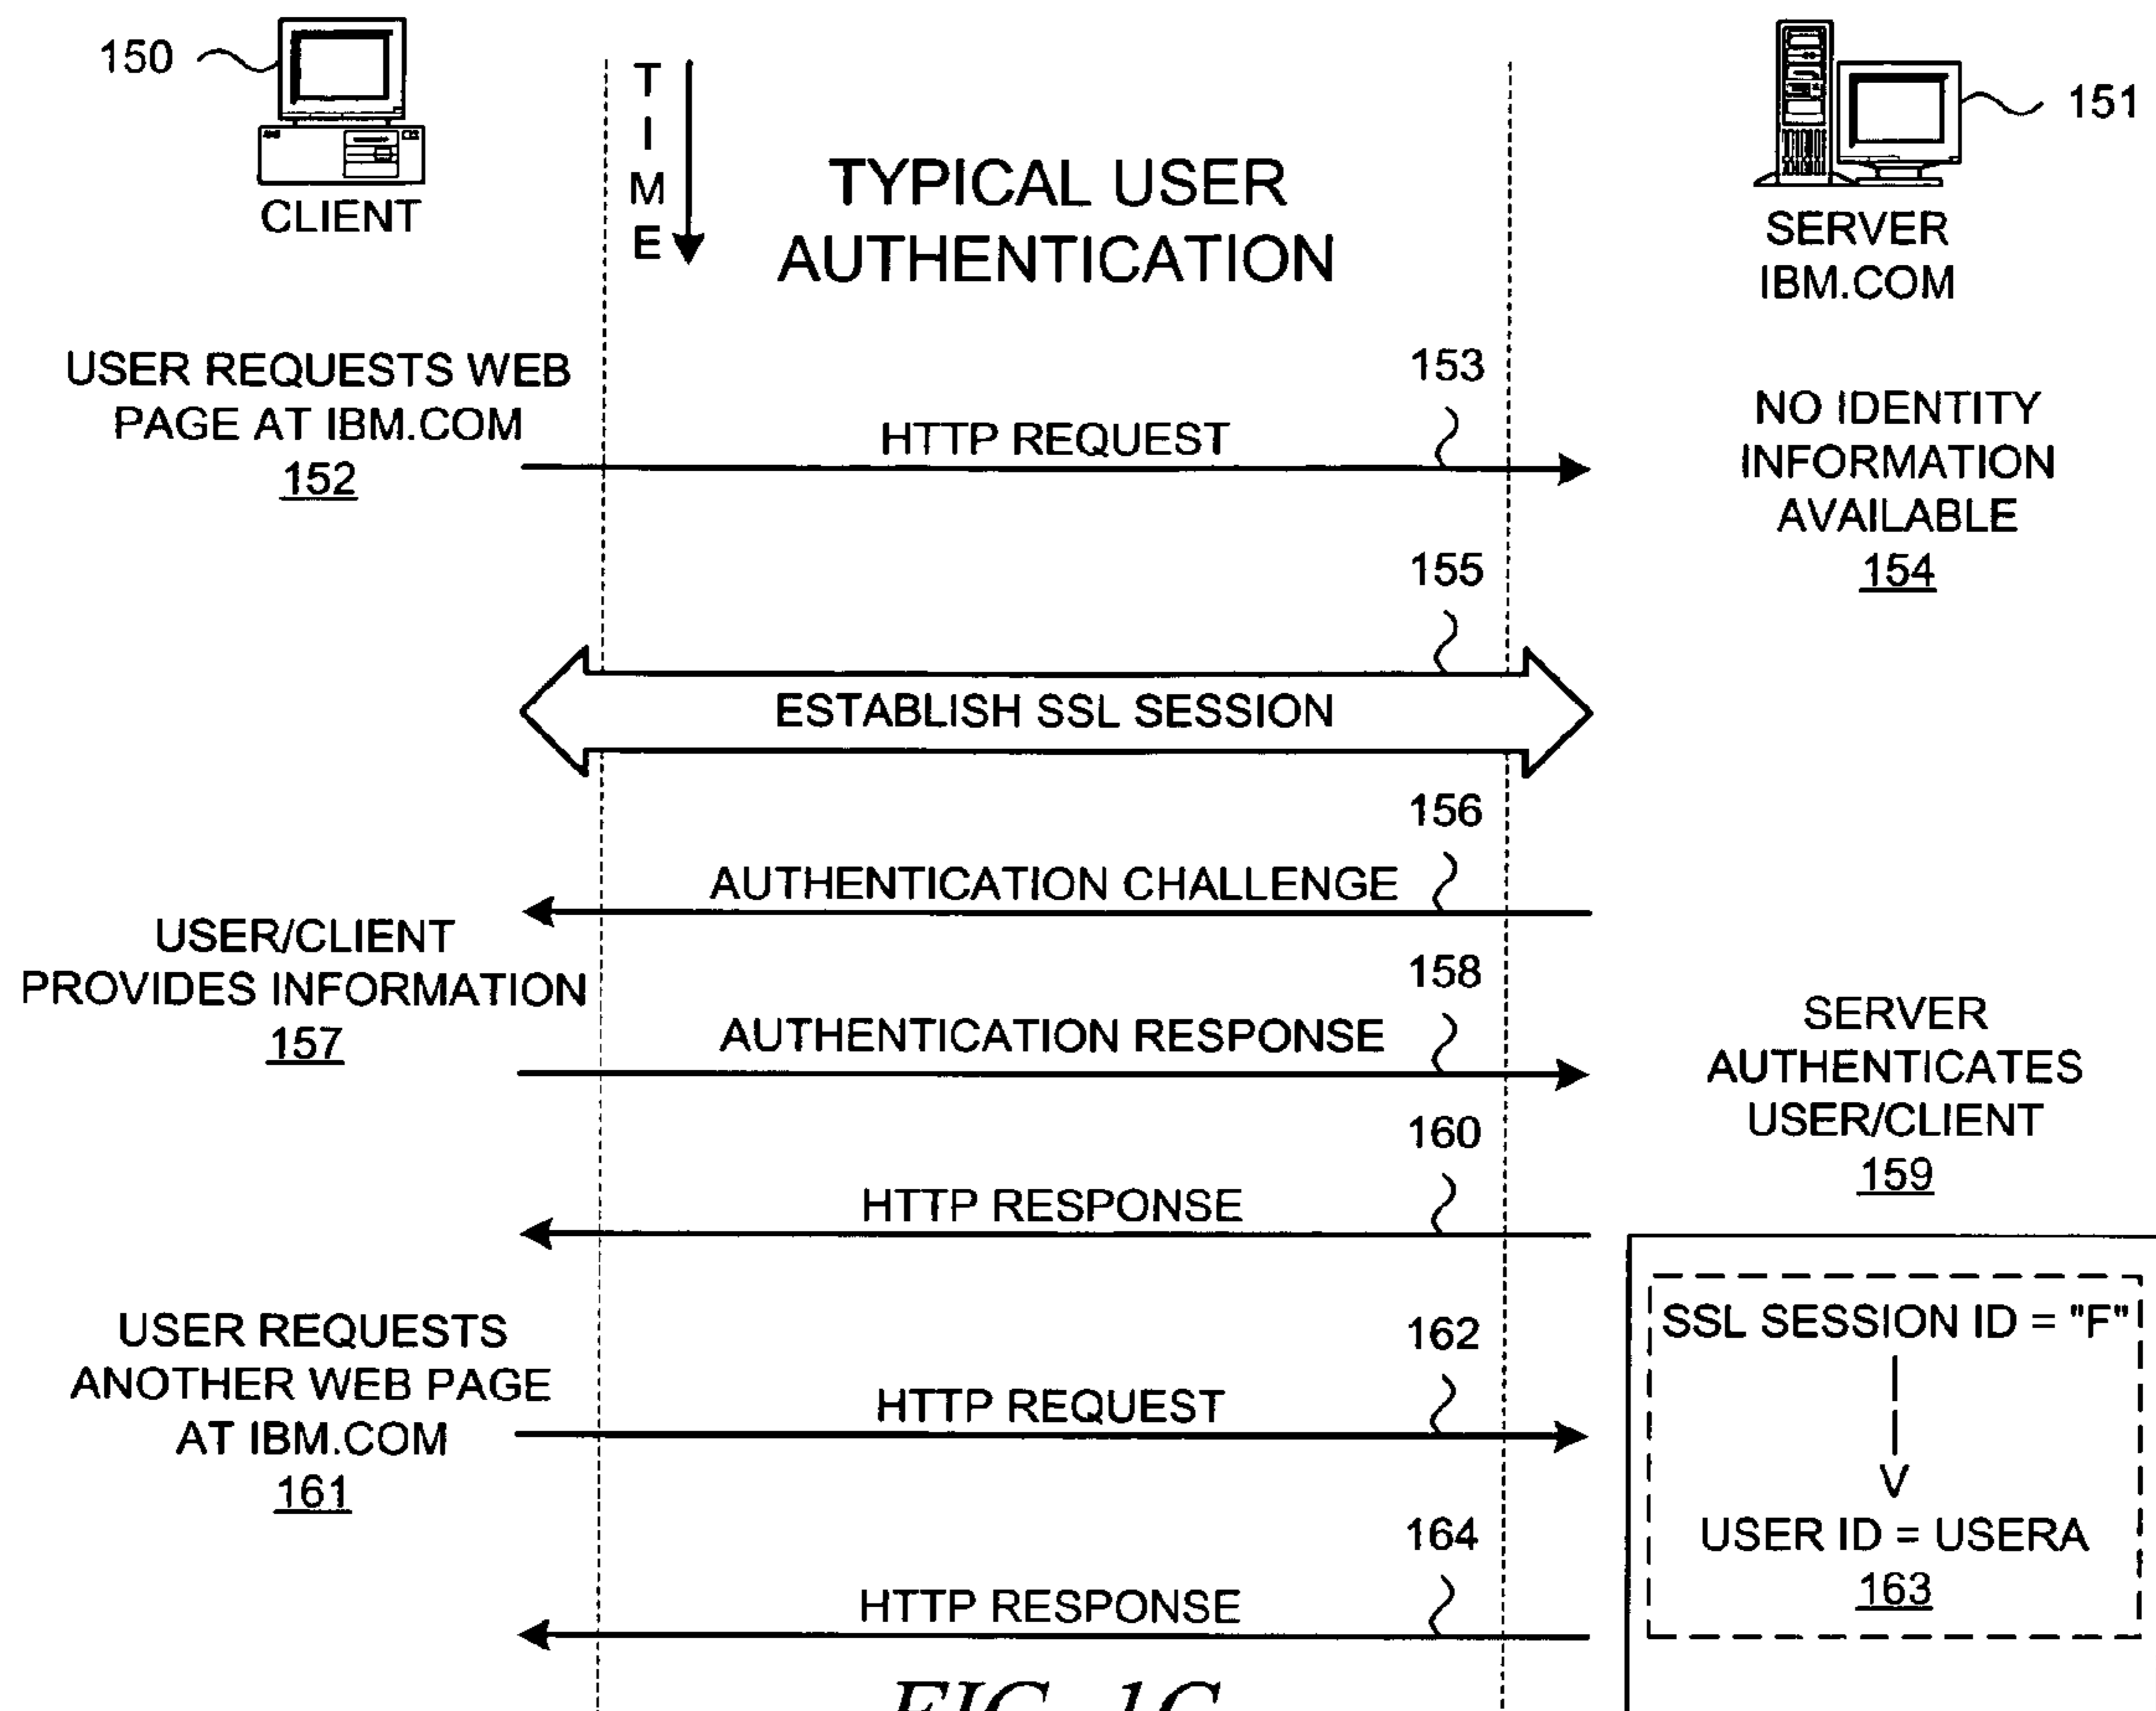 150
CLIENT
TIME
TYPICAL USER
AUTHENTICATION
151
SERVER
IBM.COM
USER REQUESTS WEB
PAGE AT IBM.COM
152
153
HTTP REQUEST
NO IDENTITY
INFORMATION
AVAILABLE
154
155
ESTABLISH SSL SESSION
156
AUTHENTICATION CHALLENGE
USER/CLIENT
PROVIDES INFORMATION
157
158
AUTHENTICATION RESPONSE
SERVER
AUTHENTICATES
USER/CLIENT
159
160
HTTP RESPONSE
USER REQUESTS
ANOTHER WEB PAGE
AT IBM.COM
161
162
HTTP REQUEST
SSL SESSION ID = "F"
USER ID = USERA
163
164
HTTP RESPONSE
FIG. 1C